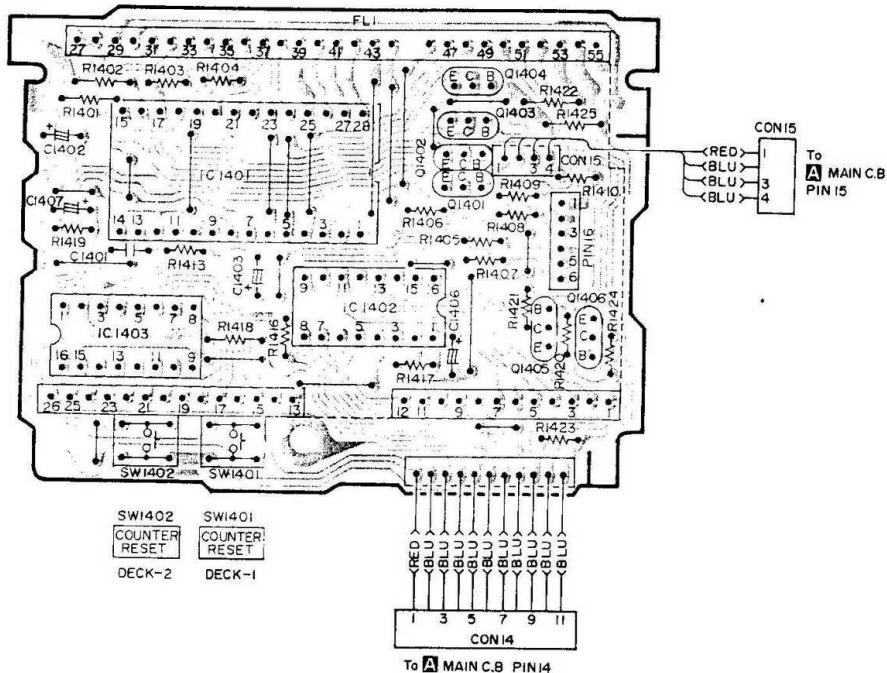 FL1
27 29 31 33 35 37 39 41 43 47 49 51 53 55
R1402 R1403 R1404
E C B Q1404
R1422
R1401
Q1403
R1425
15 17 19 21 23 25 27 28
E C B
C1402
Q1402
CON15
3 4
IC1401
R1409
R1410
C1407
Q1401
14 13 11 9 7 5 3 1
R1406
R1408
1
3
5
6
PIN16
R1419
R1405
C1401
R1413
C1403
R1407
9 11 13 15 16
IC1402
8 7 5 3 1
C1406
R1421
Q1406
R1424
B
C
E
E
C
B
1 3 5 7 8
IC1403
16 15 13 11 9
R1418
R1416
R1417
Q1405
R1420
26 25 23 21 19 17 15 13
12 11 9 7 5 3 1
R1423
SW1402 SW1401
CON15
<RED> 1
<BLU>
<BLU> 3
<BLU> 4
To A MAIN C.B
PIN 15
SW1402 SW1401
COUNTER RESET COUNTER RESET
DECK-2 DECK-1
<RED> <BLU> <BLU> <BLU> <BLU> <BLU> <BLU> <BLU> <BLU> <BLU> <BLU>
1 3 5 7 9 11
CON14
To A MAIN C.B PIN14